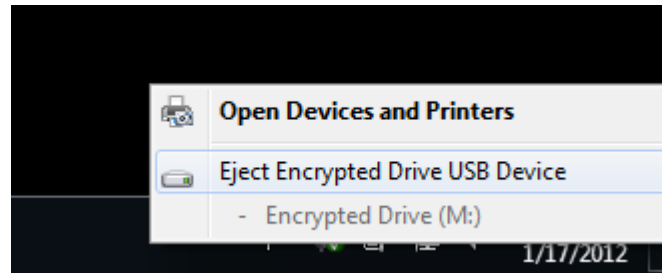 Open Devices and Printers
Eject Encrypted Drive USB Device
- Encrypted Drive (M:)
1/17/2012